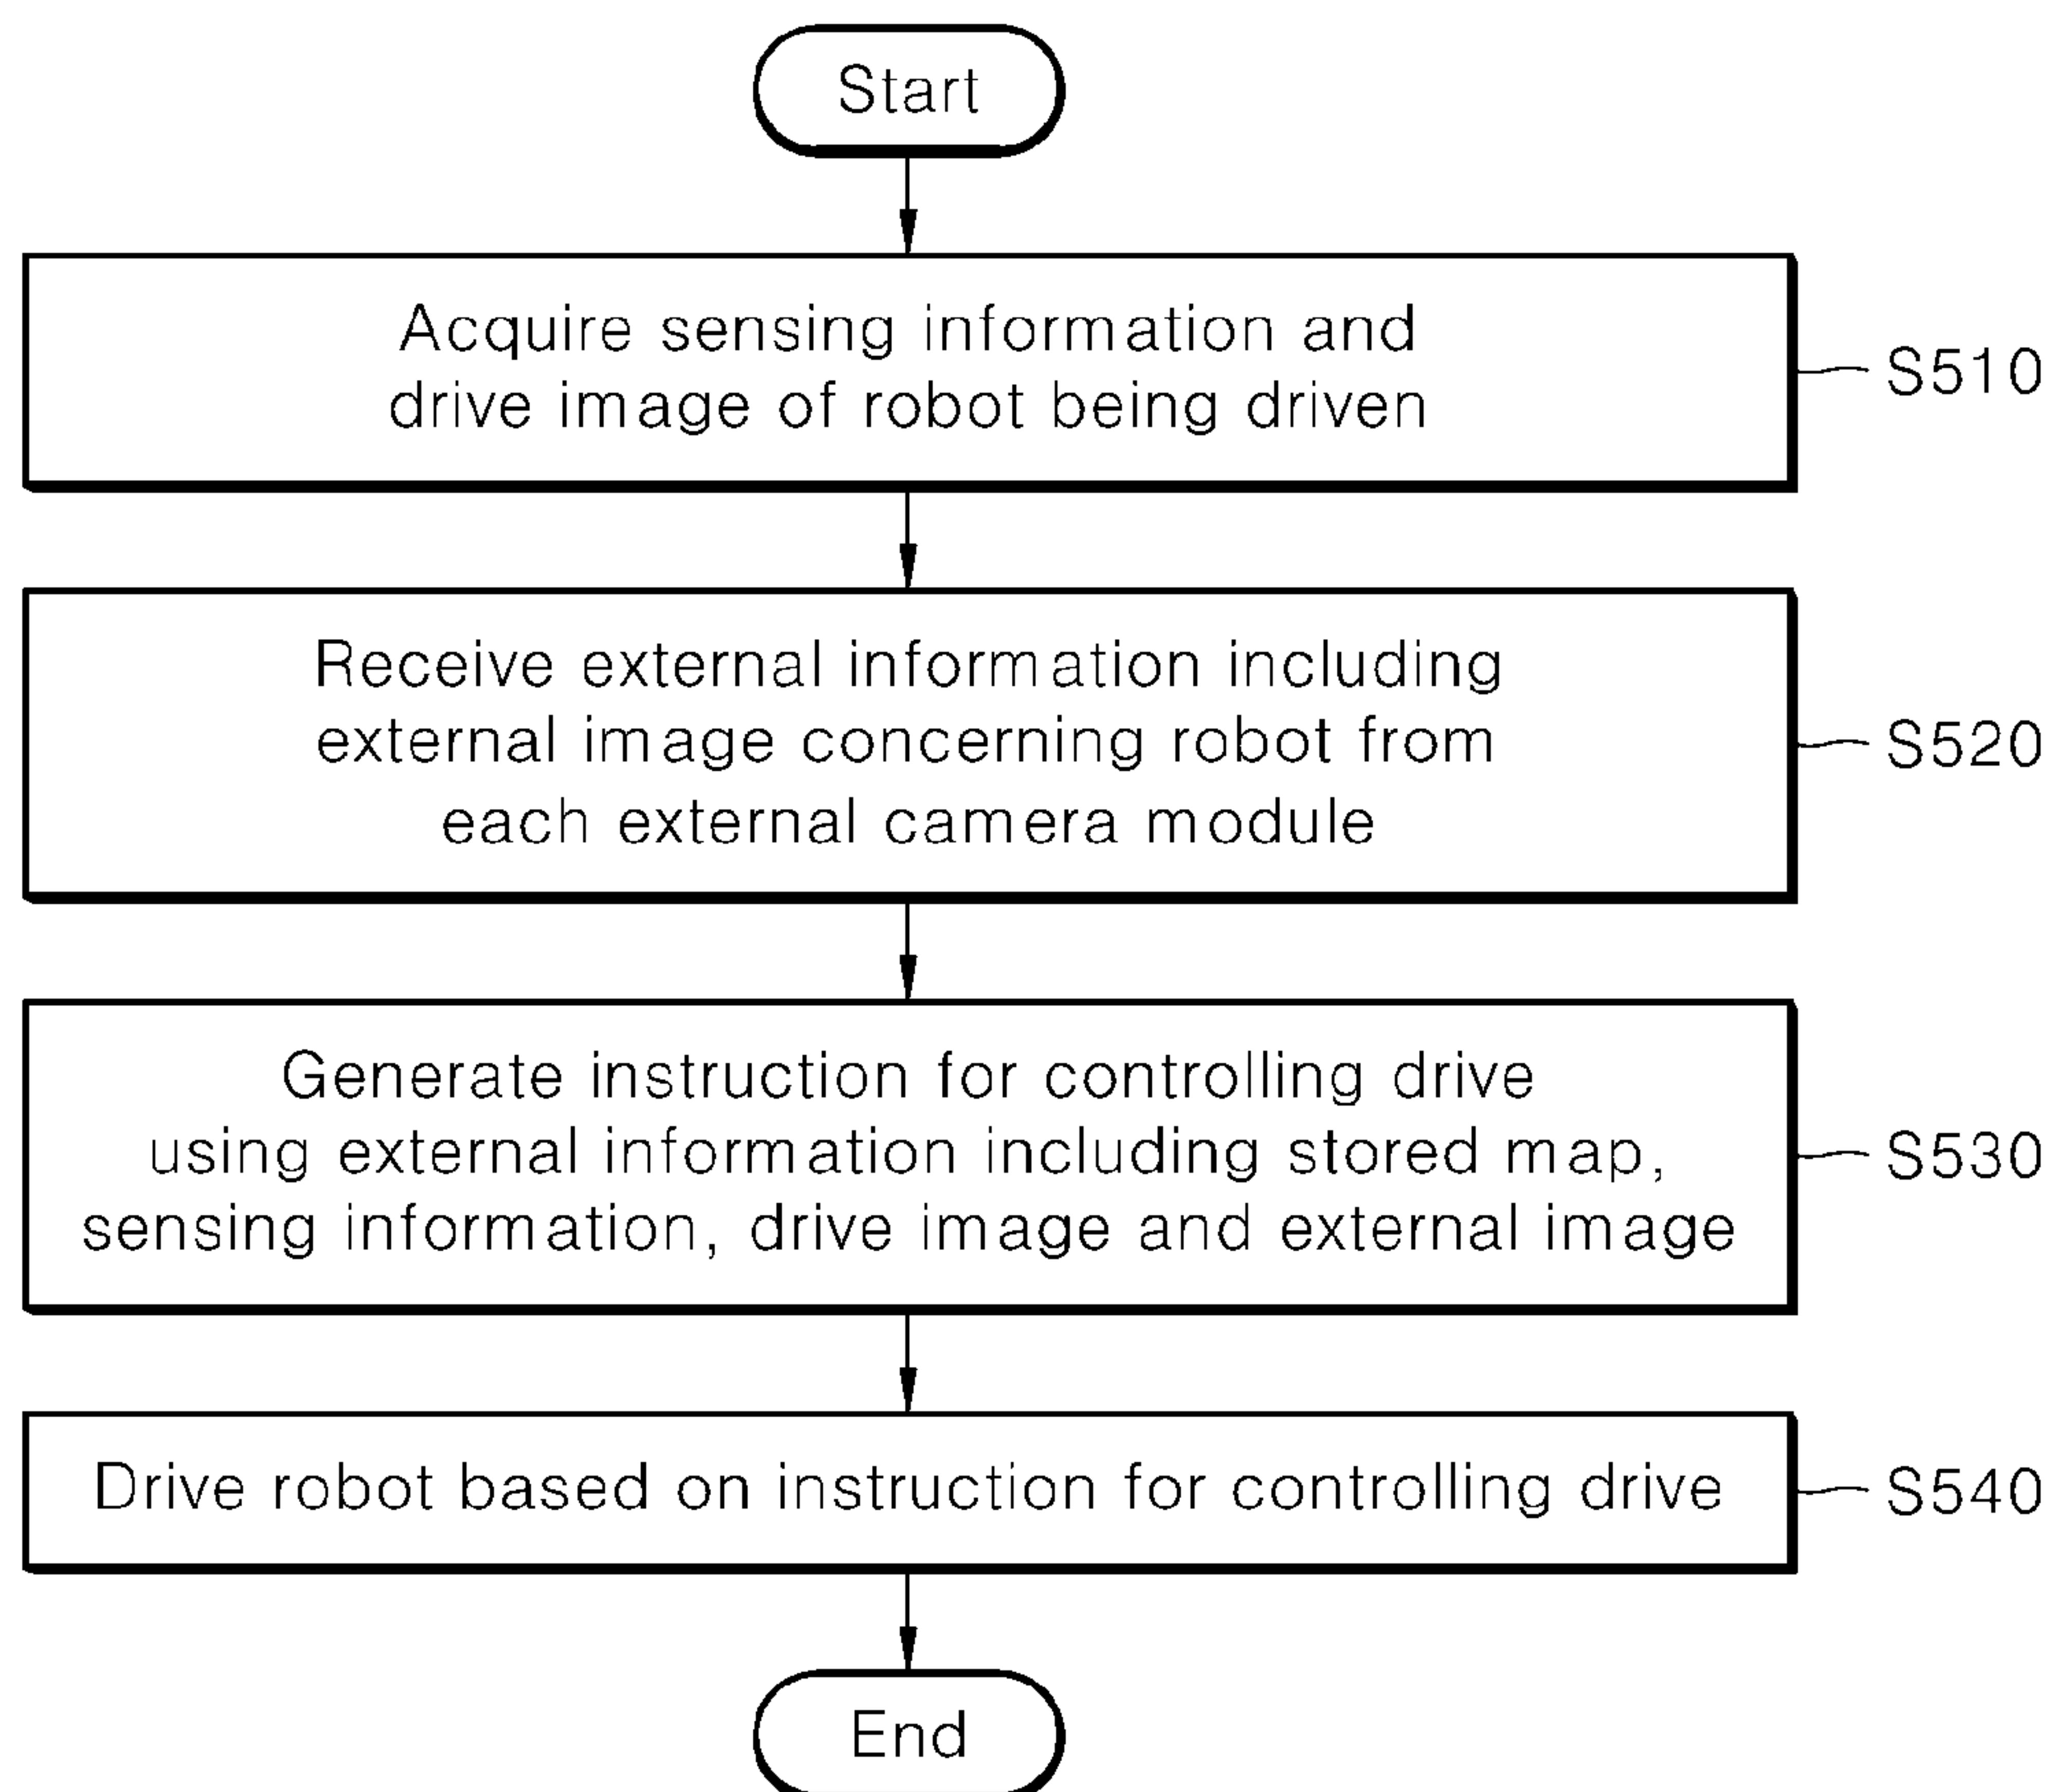 Start
Acquire sensing information and
drive image of robot being driven
S510
Receive external information including
external image concerning robot from
each external camera module
S520
Generate instruction for controlling drive
using external information including stored map,
sensing information, drive image and external image
S530
Drive robot based on instruction for controlling drive
S540
End